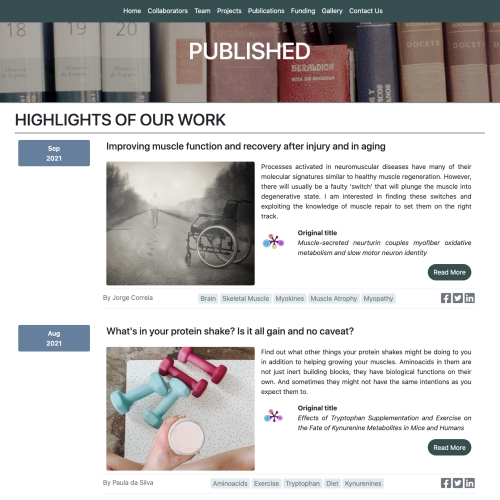 Home Collaborators Team Projects Publications Funding Gallery Contact Us
18 19 20
PUBLISHED
HERALDICA
DOCETE
HIGHLIGHTS OF OUR WORK
Sep
2021
Improving muscle function and recovery after injury and in aging
Processes activated in neuromuscular diseases have many of their
molecular signatures similar to healthy muscle regeneration. However,
there will usually be a faulty 'switch' that will plunge the muscle into
degenerative state. I am interested in finding these switches and
exploiting the knowledge of muscle repair to set them on the right
track.
Original title
Muscle-secreted neurturin couples myofiber oxidative
metabolism and slow motor neuron identity
Read More
By Jorge Correia
Brain Skeletal Muscle Myokines Muscle Atrophy Myopathy
Aug
2021
What's in your protein shake? Is it all gain and no caveat?
Find out what other things your protein shakes might be doing to you
in addition to helping growing your muscles. Aminoacids in them are
not just inert building blocks, they have biological functions on their
own. And sometimes they might not have the same intentions as you
expect them to.
Original title
Effects of Tryptophan Supplementation and Exercise on
the Fate of Kynurenine Metabolites in Mice and Humans
Read More
By Paula da Silva
Aminoacids Exercise Tryptophan Diet Kynurenines